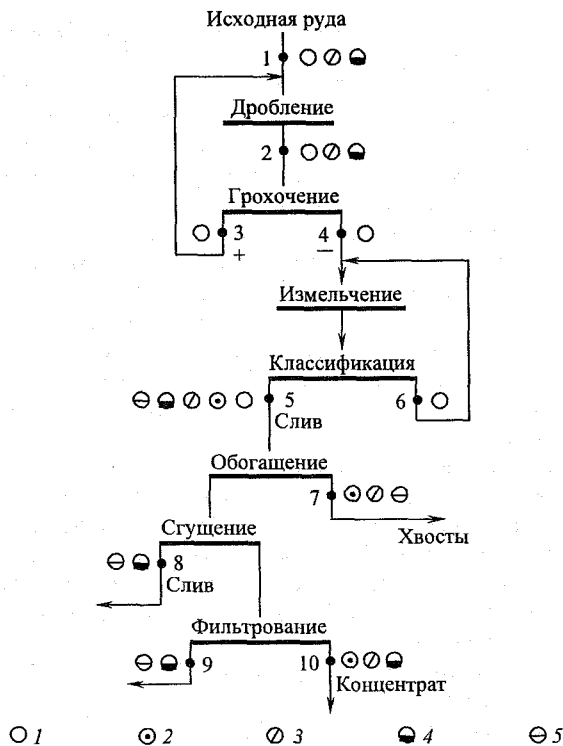 Исходная руда
1
Дробление
2
Грохочение
3
4
+
–
Измельчение
Классификация
5
6
Слив
Обогащение
7
Хвосты
Сгущение
8
Слив
Фильтрование
9
10
Концентрат
1 2 3 4 5